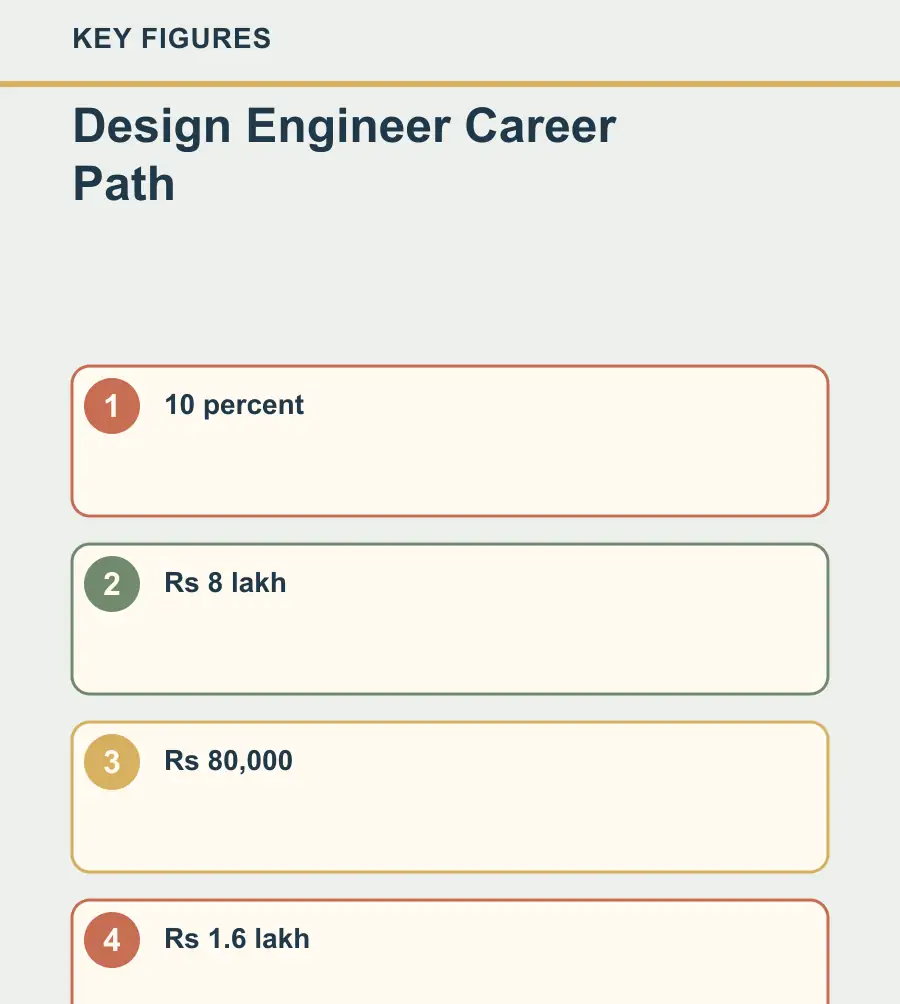 KEY FIGURES
Design Engineer Career
Path
1 10 percent
2 Rs 8 lakh
3 Rs 80,000
4 Rs 1.6 lakh